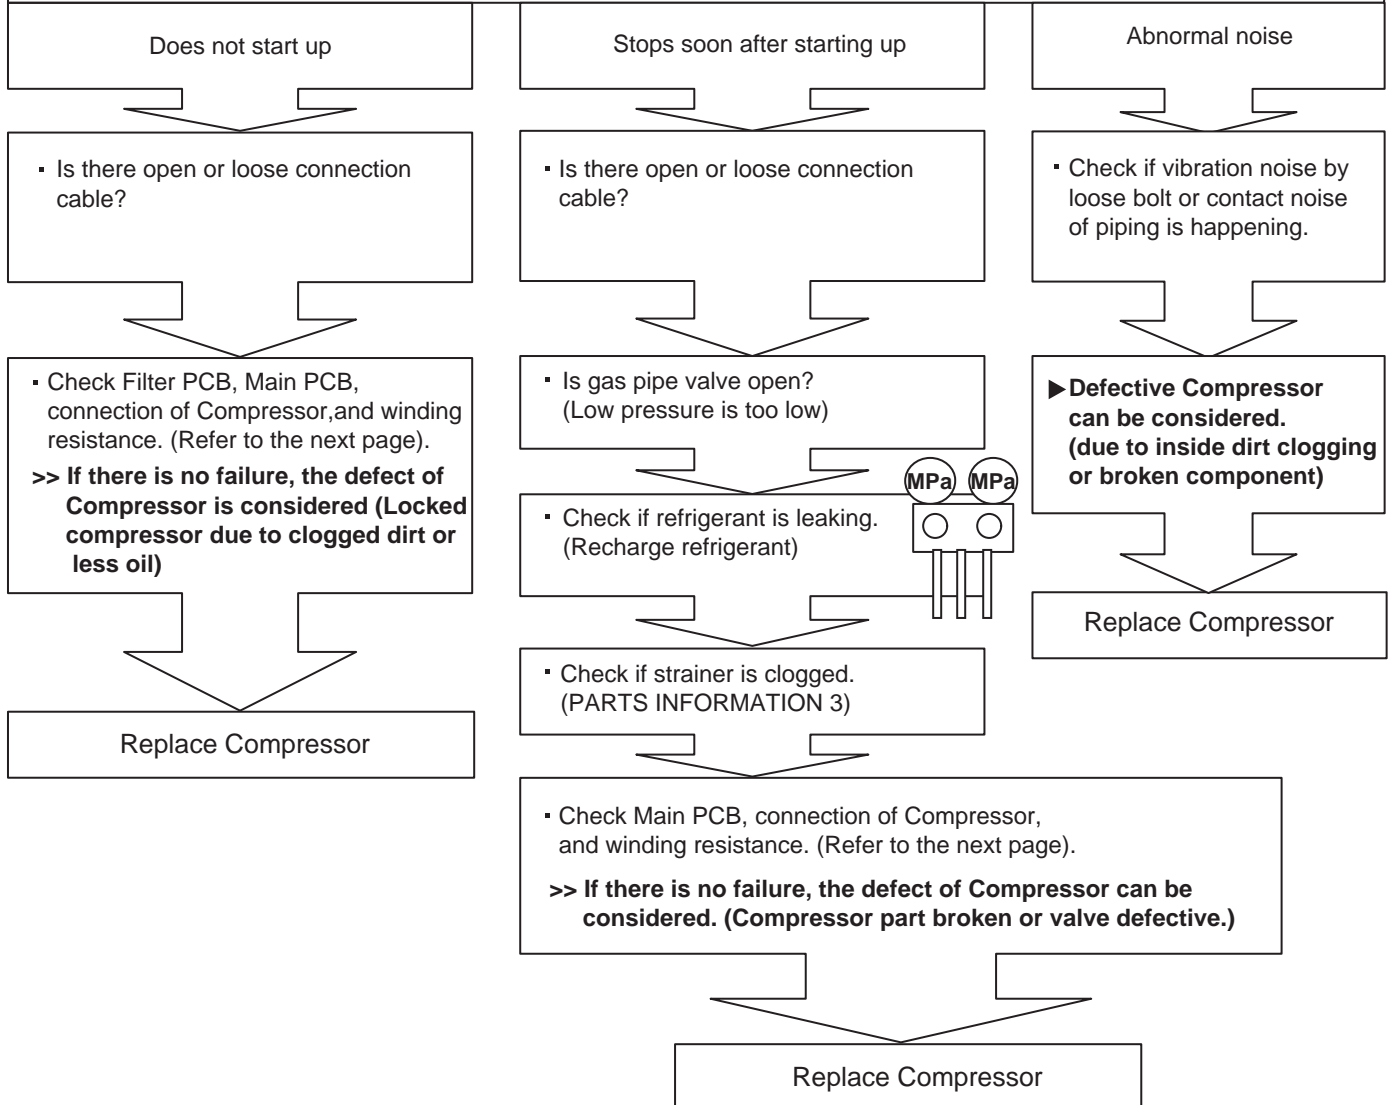 Does not start up
▪ Is there open or loose connection
cable?
▪ Check Filter PCB, Main PCB,
connection of Compressor,and winding
resistance. (Refer to the next page).
>> If there is no failure, the defect of
Compressor is considered (Locked
compressor due to clogged dirt or
less oil)
Replace Compressor
Stops soon after starting up
▪ Is there open or loose connection
cable?
▪ Is gas pipe valve open?
(Low pressure is too low)
▪ Check if refrigerant is leaking.
(Recharge refrigerant)
MPa MPa
▪ Check if strainer is clogged.
(PARTS INFORMATION 3)
▪ Check Main PCB, connection of Compressor,
and winding resistance. (Refer to the next page).
>> If there is no failure, the defect of Compressor can be
considered. (Compressor part broken or valve defective.)
Replace Compressor
Abnormal noise
▪ Check if vibration noise by
loose bolt or contact noise
of piping is happening.
▶Defective Compressor
can be considered.
(due to inside dirt clogging
or broken component)
Replace Compressor